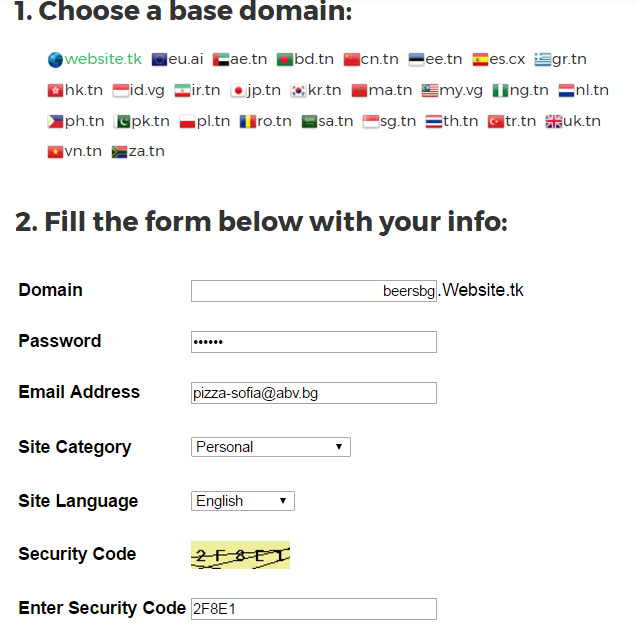 1. Choose a base domain:
website.tk eu.ai ae.tn bd.tn cn.tn ee.tn es.cx gr.tn
hk.tn id.vg ir.tn jp.tn kr.tn ma.tn my.vg ng.tn nl.tn
ph.tn pk.tn pl.tn ro.tn sa.tn sg.tn th.tn tr.tn uk.tn
vn.tn za.tn
2. Fill the form below with your info:
Domain beersbg .Website.tk
Password ••••••
Email Address pizza-sofia@abv.bg
Site Category Personal
Site Language English
Security Code 2F8E1
Enter Security Code 2F8E1